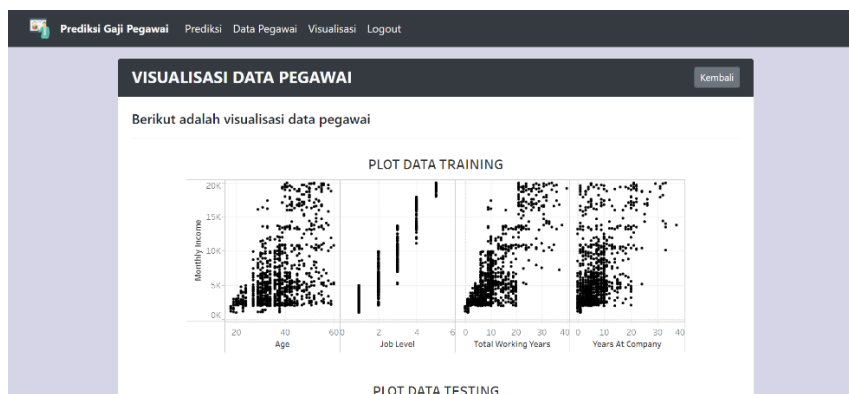 Prediksi Gaji Pegawai Prediksi Data Pegawai Visualisasi Logout
VISUALISASI DATA PEGAWAI Kembali
Berikut adalah visualisasi data pegawai
PLOT DATA TRAINING
20K
15K
10K
5K
0K
Monthly Income
20 40 60 0 2 4 6 0 10 20 30 40 0 10 20 30 40
Age Job Level Total Working Years Years At Company
PLOT DATA TESTING